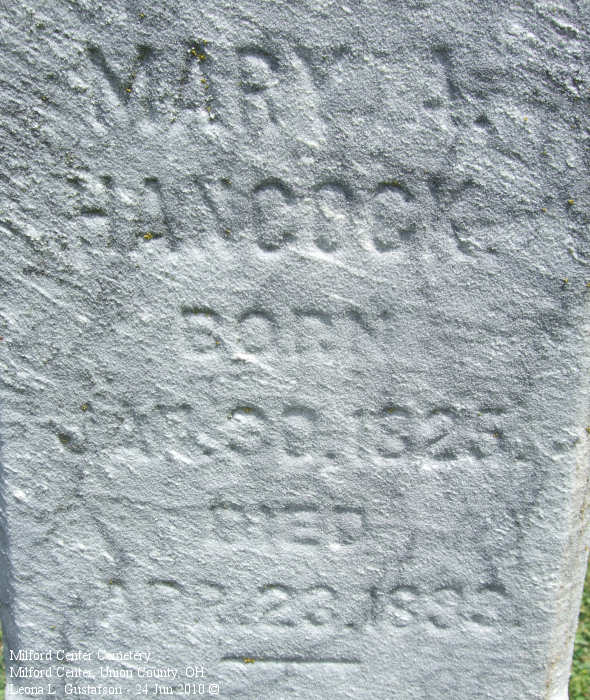 MARY J.
HANCOCK
BORN
JAN. 30, 1825.
DIED
APR. 23, 1893
Milford Center Cemetery
Milford Center, Union County, OH
Leona L. Gustafson - 24 Jun 2010 ©